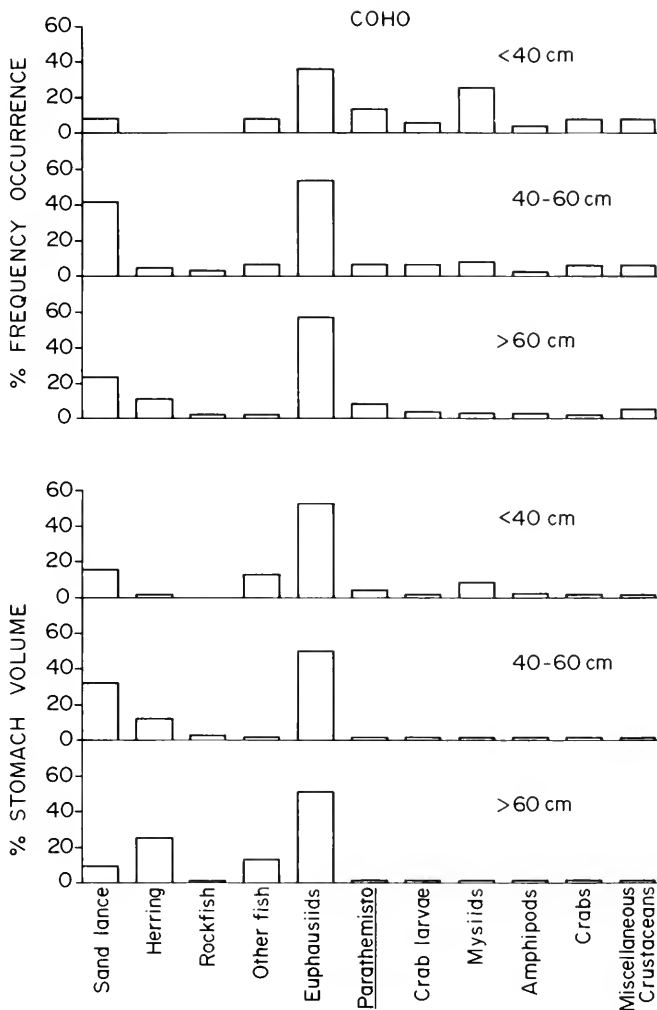 COHO
% FREQUENCY OCCURRENCE
60
40
20
0
<40 cm
60
40
20
0
40-60 cm
60
40
20
0
>60 cm
% STOMACH VOLUME
60
40
20
0
<40 cm
60
40
20
0
40-60 cm
60
40
20
0
>60 cm
Sand lance
Herring
Rockfish
Other fish
Euphausiids
Parathemisto
Crab larvae
Mysiids
Amphipods
Crabs
Miscellaneous
Crustaceans